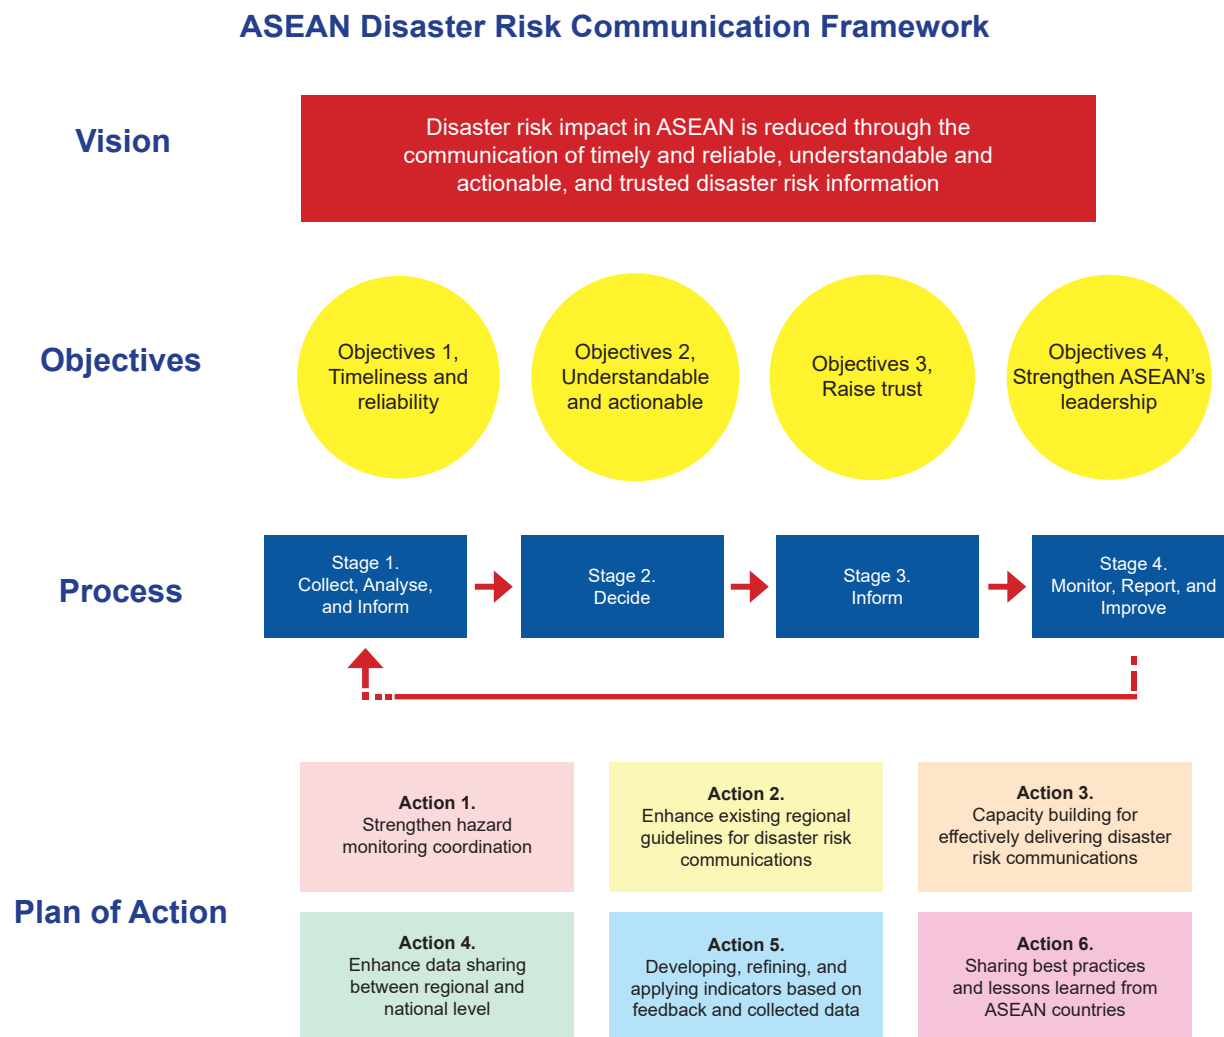 ASEAN Disaster Risk Communication Framework
Vision
Disaster risk impact in ASEAN is reduced through the
communication of timely and reliable, understandable and
actionable, and trusted disaster risk information
Objectives
Objectives 1,
Timeliness and
reliability
Objectives 2,
Understandable
and actionable
Objectives 3,
Raise trust
Objectives 4,
Strengthen ASEAN’s
leadership
Process
Stage 1.
Collect, Analyse,
and Inform
Stage 2.
Decide
Stage 3.
Inform
Stage 4.
Monitor, Report, and
Improve
Plan of Action
Action 1.
Strengthen hazard
monitoring coordination
Action 2.
Enhance existing regional
guidelines for disaster risk
communications
Action 3.
Capacity building for
effectively delivering disaster
risk communications
Action 4.
Enhance data sharing
between regional and
national level
Action 5.
Developing, refining, and
applying indicators based on
feedback and collected data
Action 6.
Sharing best practices
and lessons learned from
ASEAN countries